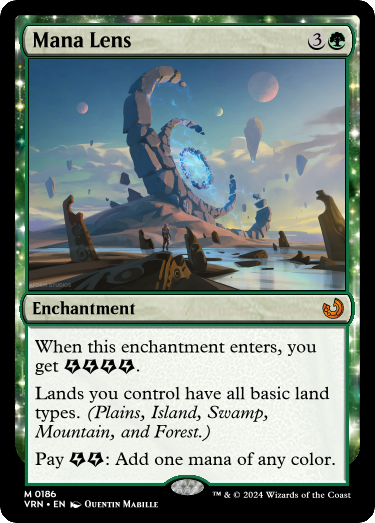 Mana Lens 3
Enchantment
When this enchantment enters, you
get.
Lands you control have all basic land
types. (Plains, Island, Swamp,
Mountain, and Forest.)
Pay : Add one mana of any color.
M 0186
VRN • EN Quentin Mabille
™ & © 2024 Wizards of the Coast